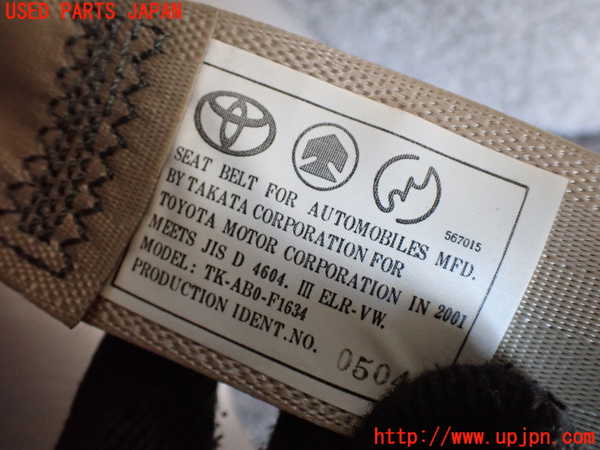 USED PARTS JAPAN
567015
SEAT BELT FOR AUTOMOBILES MFD.
BY TAKATA CORPORATION FOR
TOYOTA MOTOR CORPORATION IN 2001
MEETS JIS D 4604. III ELR-VW.
MODEL: TK-AB0-F1634
PRODUCTION IDENT.NO. 0504
http://www.upjpn.com/